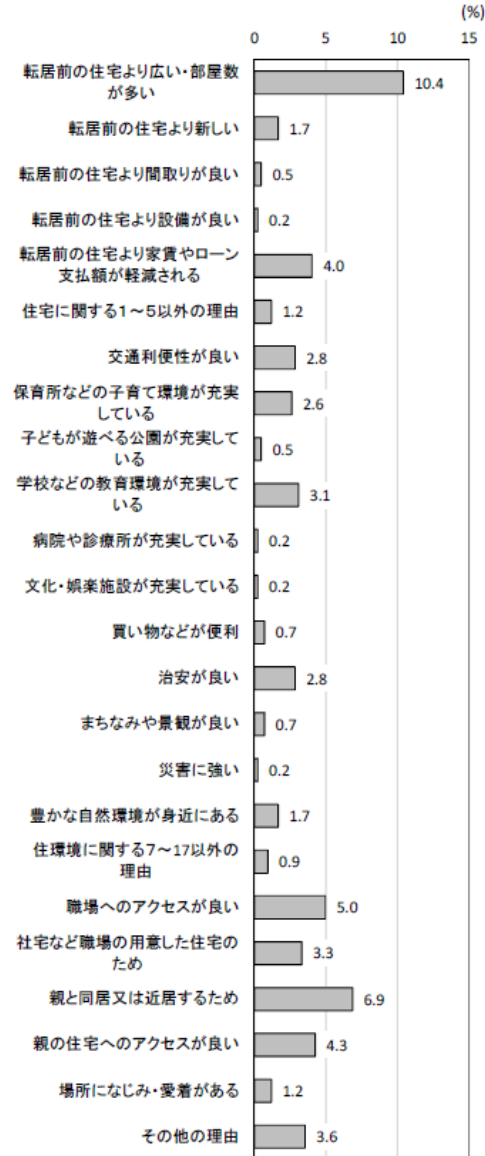 (%)
0 5 10 15
転居前の住宅より広い・部屋数
が多い
10.4
転居前の住宅より新しい
1.7
転居前の住宅より間取りが良い
0.5
転居前の住宅より設備が良い
0.2
転居前の住宅より家賃やローン
支払額が軽減される
4.0
住宅に関する1～5以外の理由
1.2
交通利便性が良い
2.8
保育所などの子育て環境が充実
している
2.6
子どもが遊べる公園が充実して
いる
0.5
学校などの教育環境が充実して
いる
3.1
病院や診療所が充実している
0.2
文化・娯楽施設が充実している
0.2
買い物などが便利
0.7
治安が良い
2.8
まちなみや景観が良い
0.7
災害に強い
0.2
豊かな自然環境が身近にある
1.7
住環境に関する7～17以外の
理由
0.9
職場へのアクセスが良い
5.0
社宅など職場の用意した住宅の
ため
3.3
親と同居又は近居するため
6.9
親の住宅へのアクセスが良い
4.3
場所になじみ・愛着がある
1.2
その他の理由
3.6